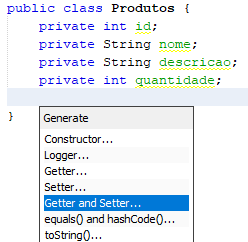 public class Produtos {
private int id;
private String nome;
private String descricao;
private int quantidade;
}
Generate
Constructor...
Logger...
Getter...
Setter...
Getter and Setter...
equals() and hashCode()...
toString()...